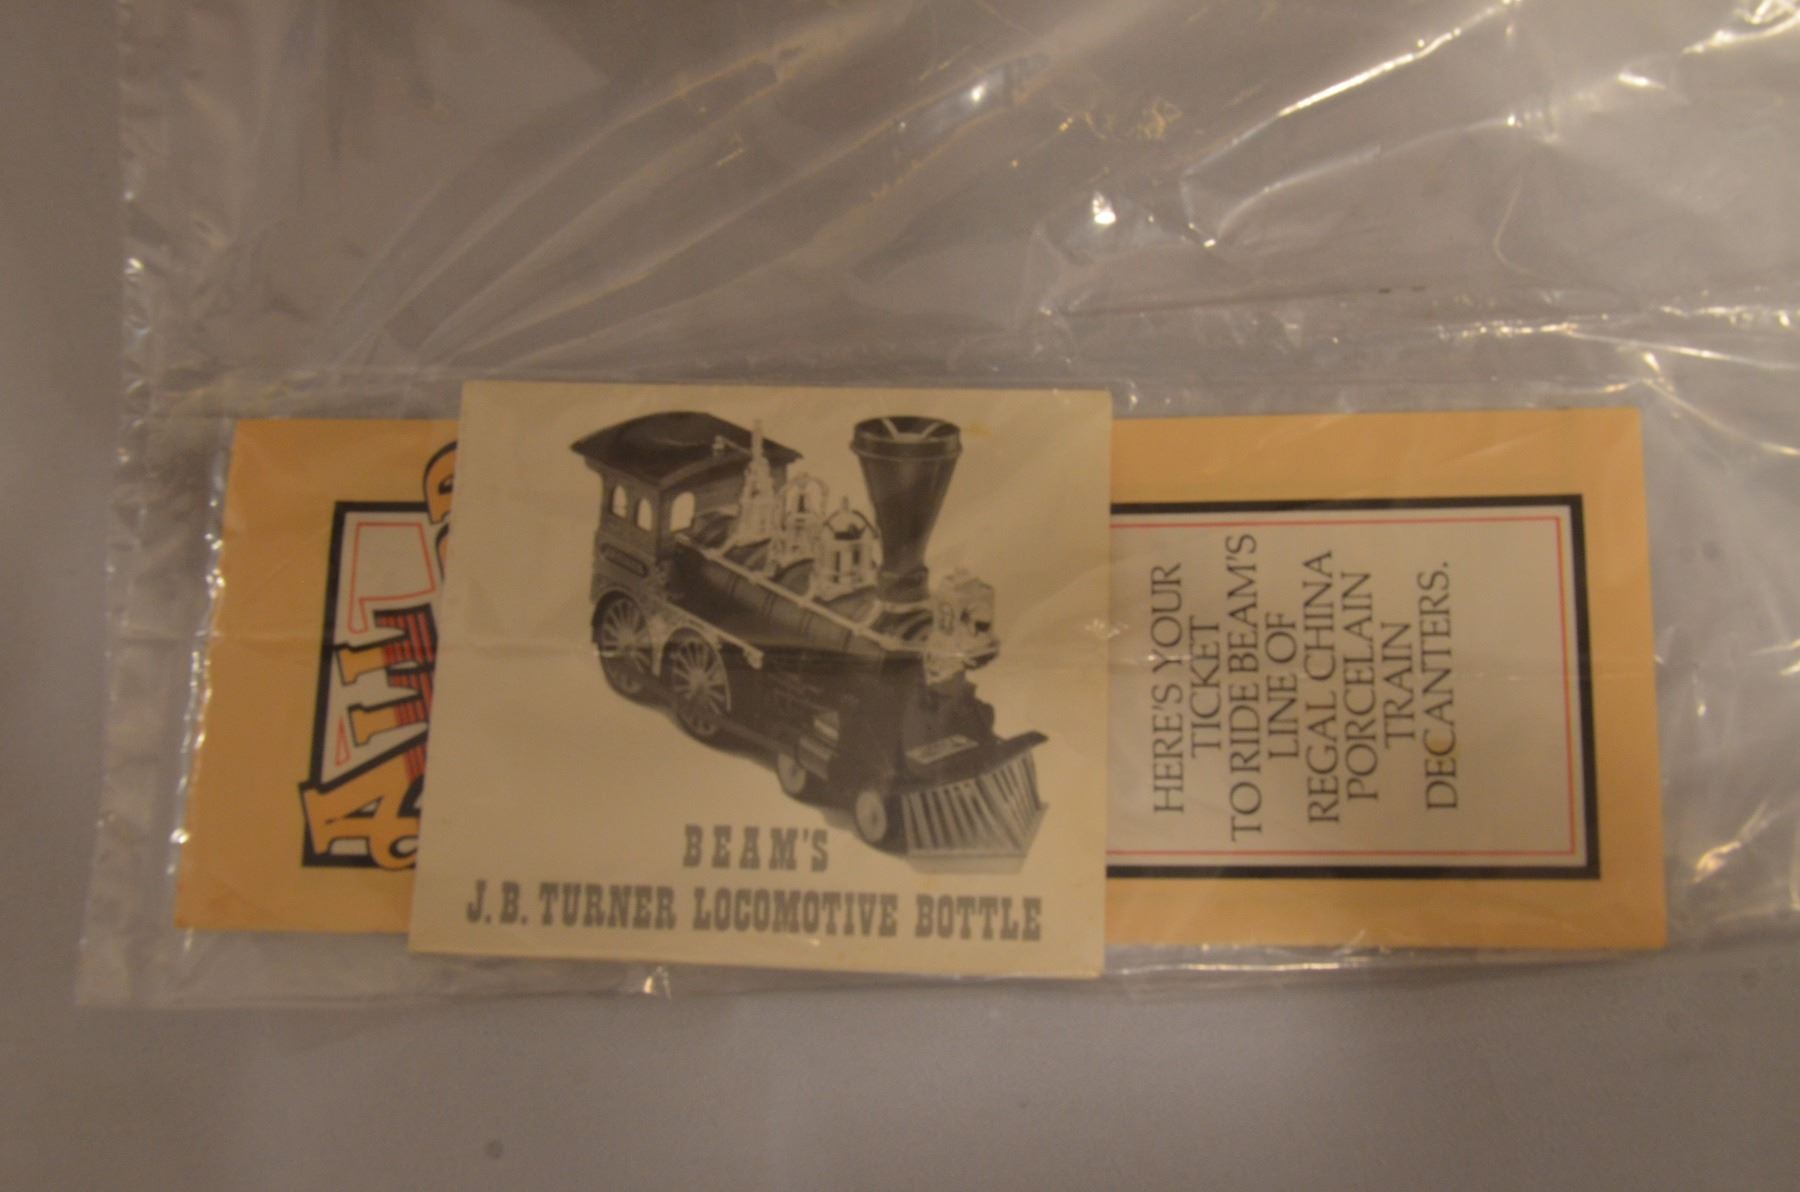 BEAM'S
J.B. TURNER LOCOMOTIVE BOTTLE
HERE'S YOUR
TICKET
TO RIDE BEAM'S
LINE OF
REGAL CHINA
PORCELAIN
TRAIN
DECANTERS.